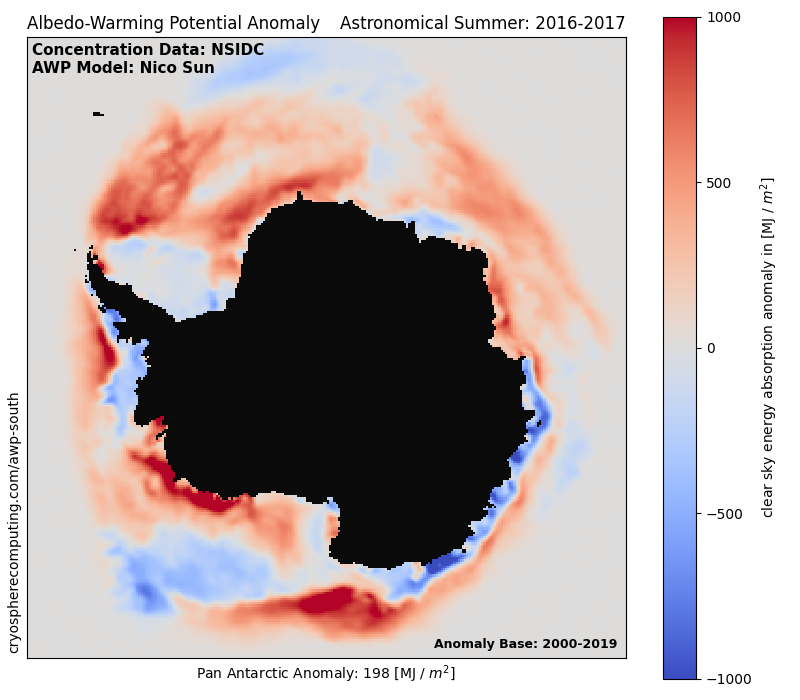 Albedo-Warming Potential Anomaly    Astronomical Summer: 2016-2017
Concentration Data: NSIDC
AWP Model: Nico Sun
cryospherecomputing.com/awp-south
Anomaly Base: 2000-2019
Pan Antarctic Anomaly: 198 [MJ / m²]
1000
500
0
−500
−1000
clear sky energy absorption anomaly in [MJ / m²]